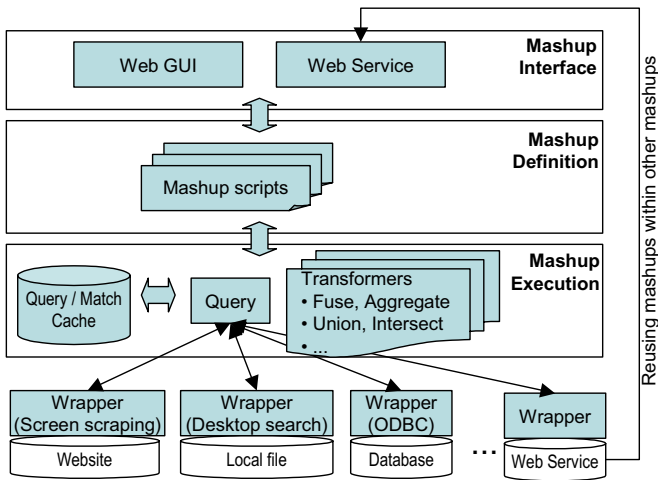 Mashup
Interface
Web GUI
Web Service
Mashup
Definition
Mashup scripts
Mashup
Execution
Query / Match
Cache
Query
Transformers
• Fuse, Aggregate
• Union, Intersect
• ...
Wrapper
(Screen scraping)
Website
Wrapper
(Desktop search)
Local file
Wrapper
(ODBC)
Database
...
Wrapper
Web Service
Reusing mashups within other mashups